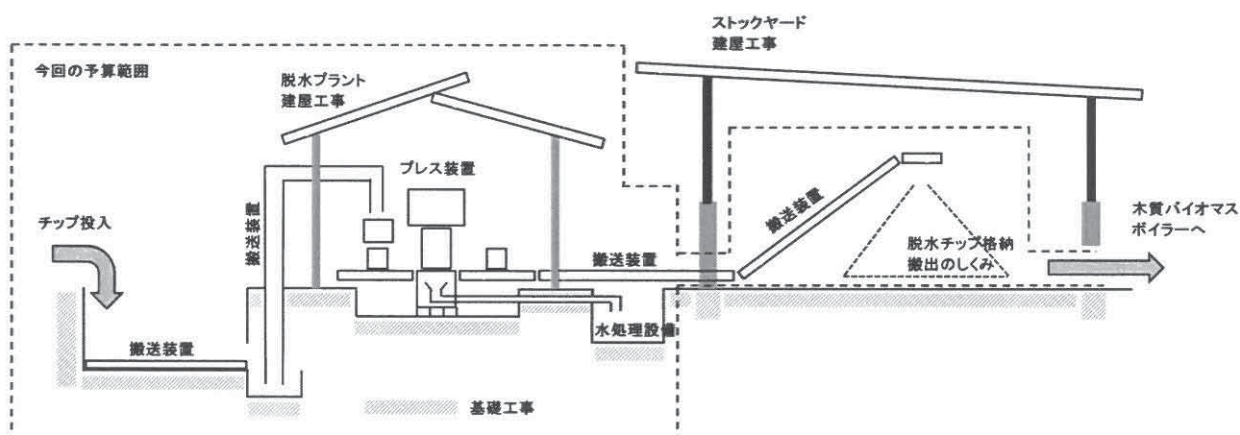 ストックヤード
建屋工事
今回の予算範囲
脱水プラント
建屋工事
プレス装置
チップ投入
搬送装置
搬送装置
搬送装置
搬送装置
脱水チップ格納
搬出のしくみ
木質バイオマス
ボイラーへ
水処理設備
基礎工事